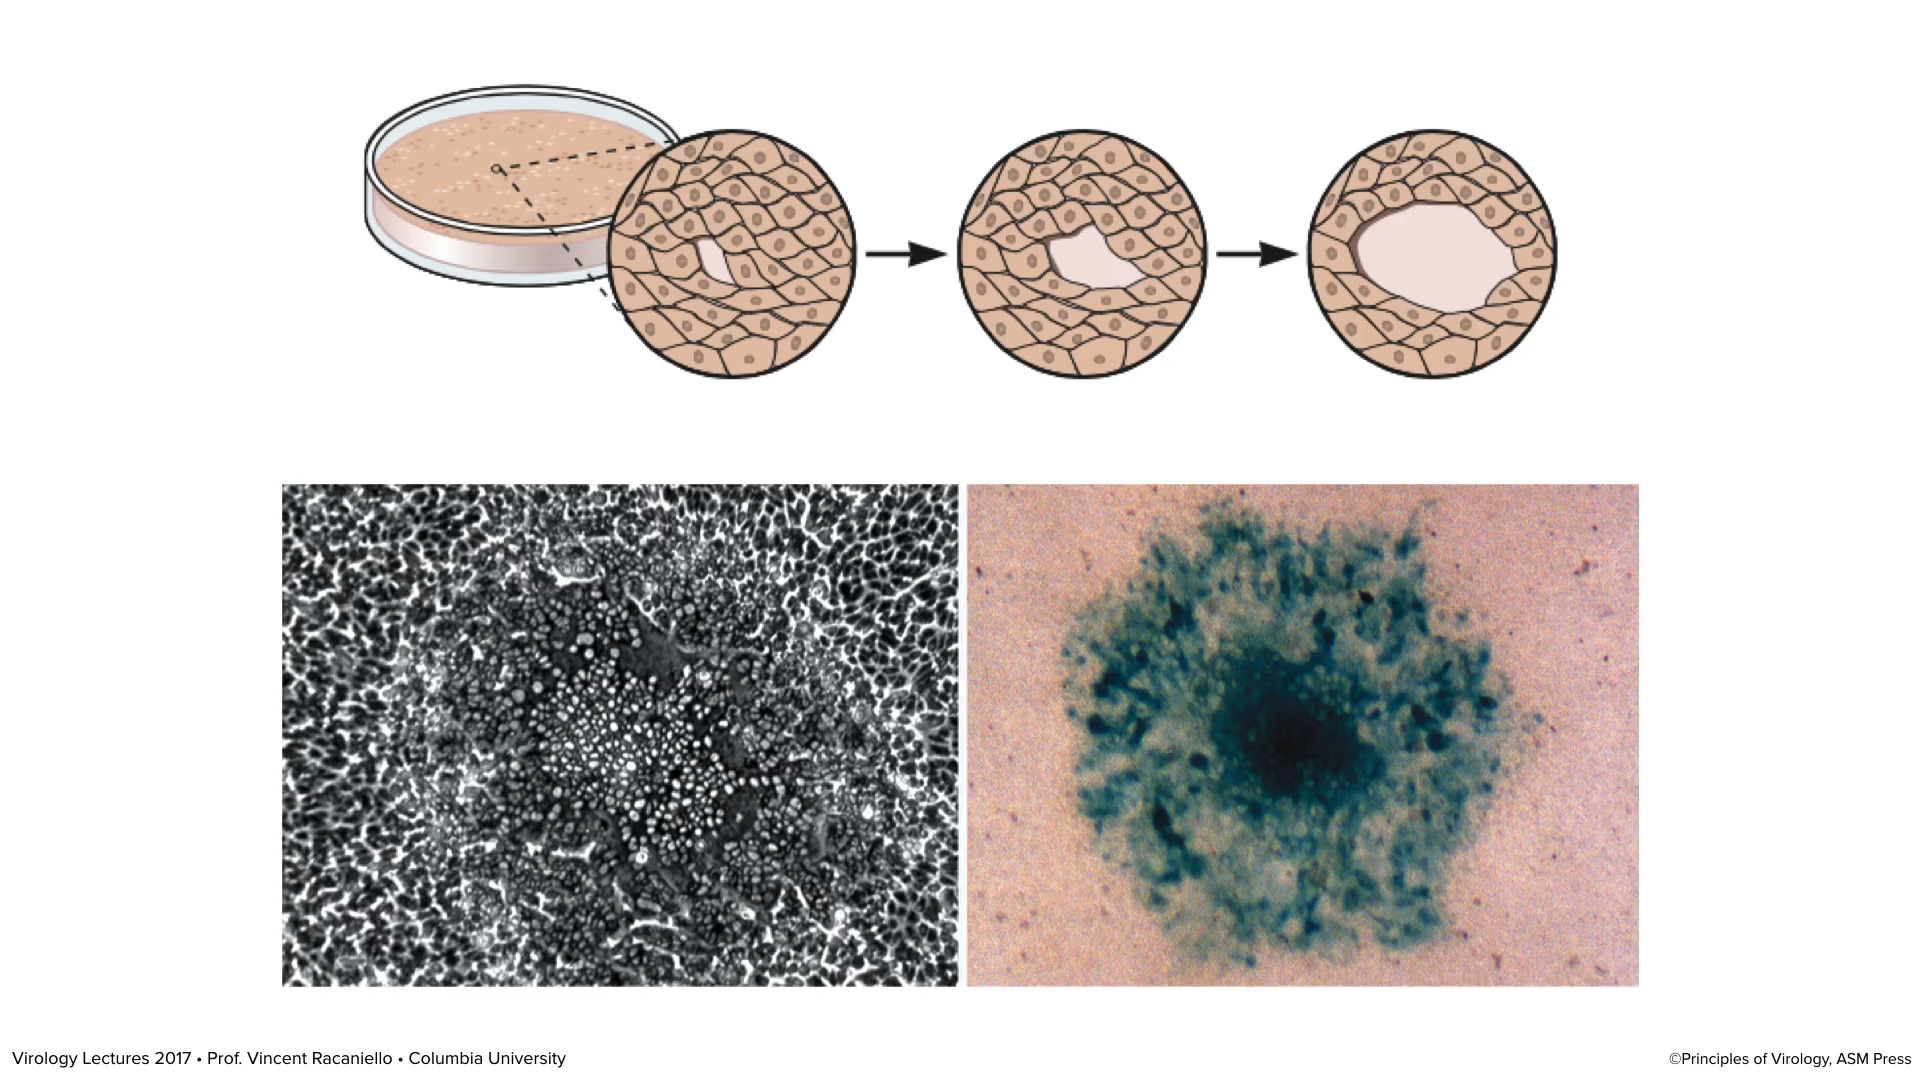 Virology Lectures 2017 • Prof. Vincent Racaniello • Columbia University
©Principles of Virology, ASM Press